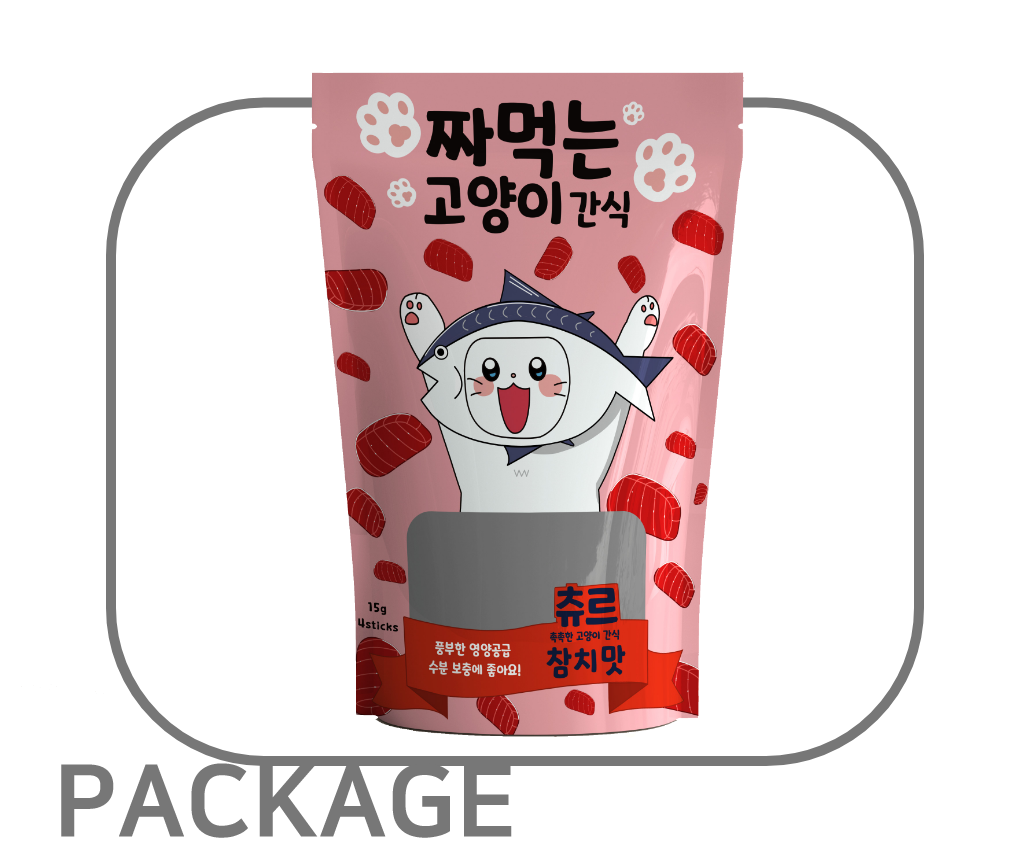 짜먹는
고양이 간식
15g
4sticks
풍부한 영양공급
수분 보충에 좋아요!
츄르
촉촉한 고양이 간식
참치맛
PACKAGE